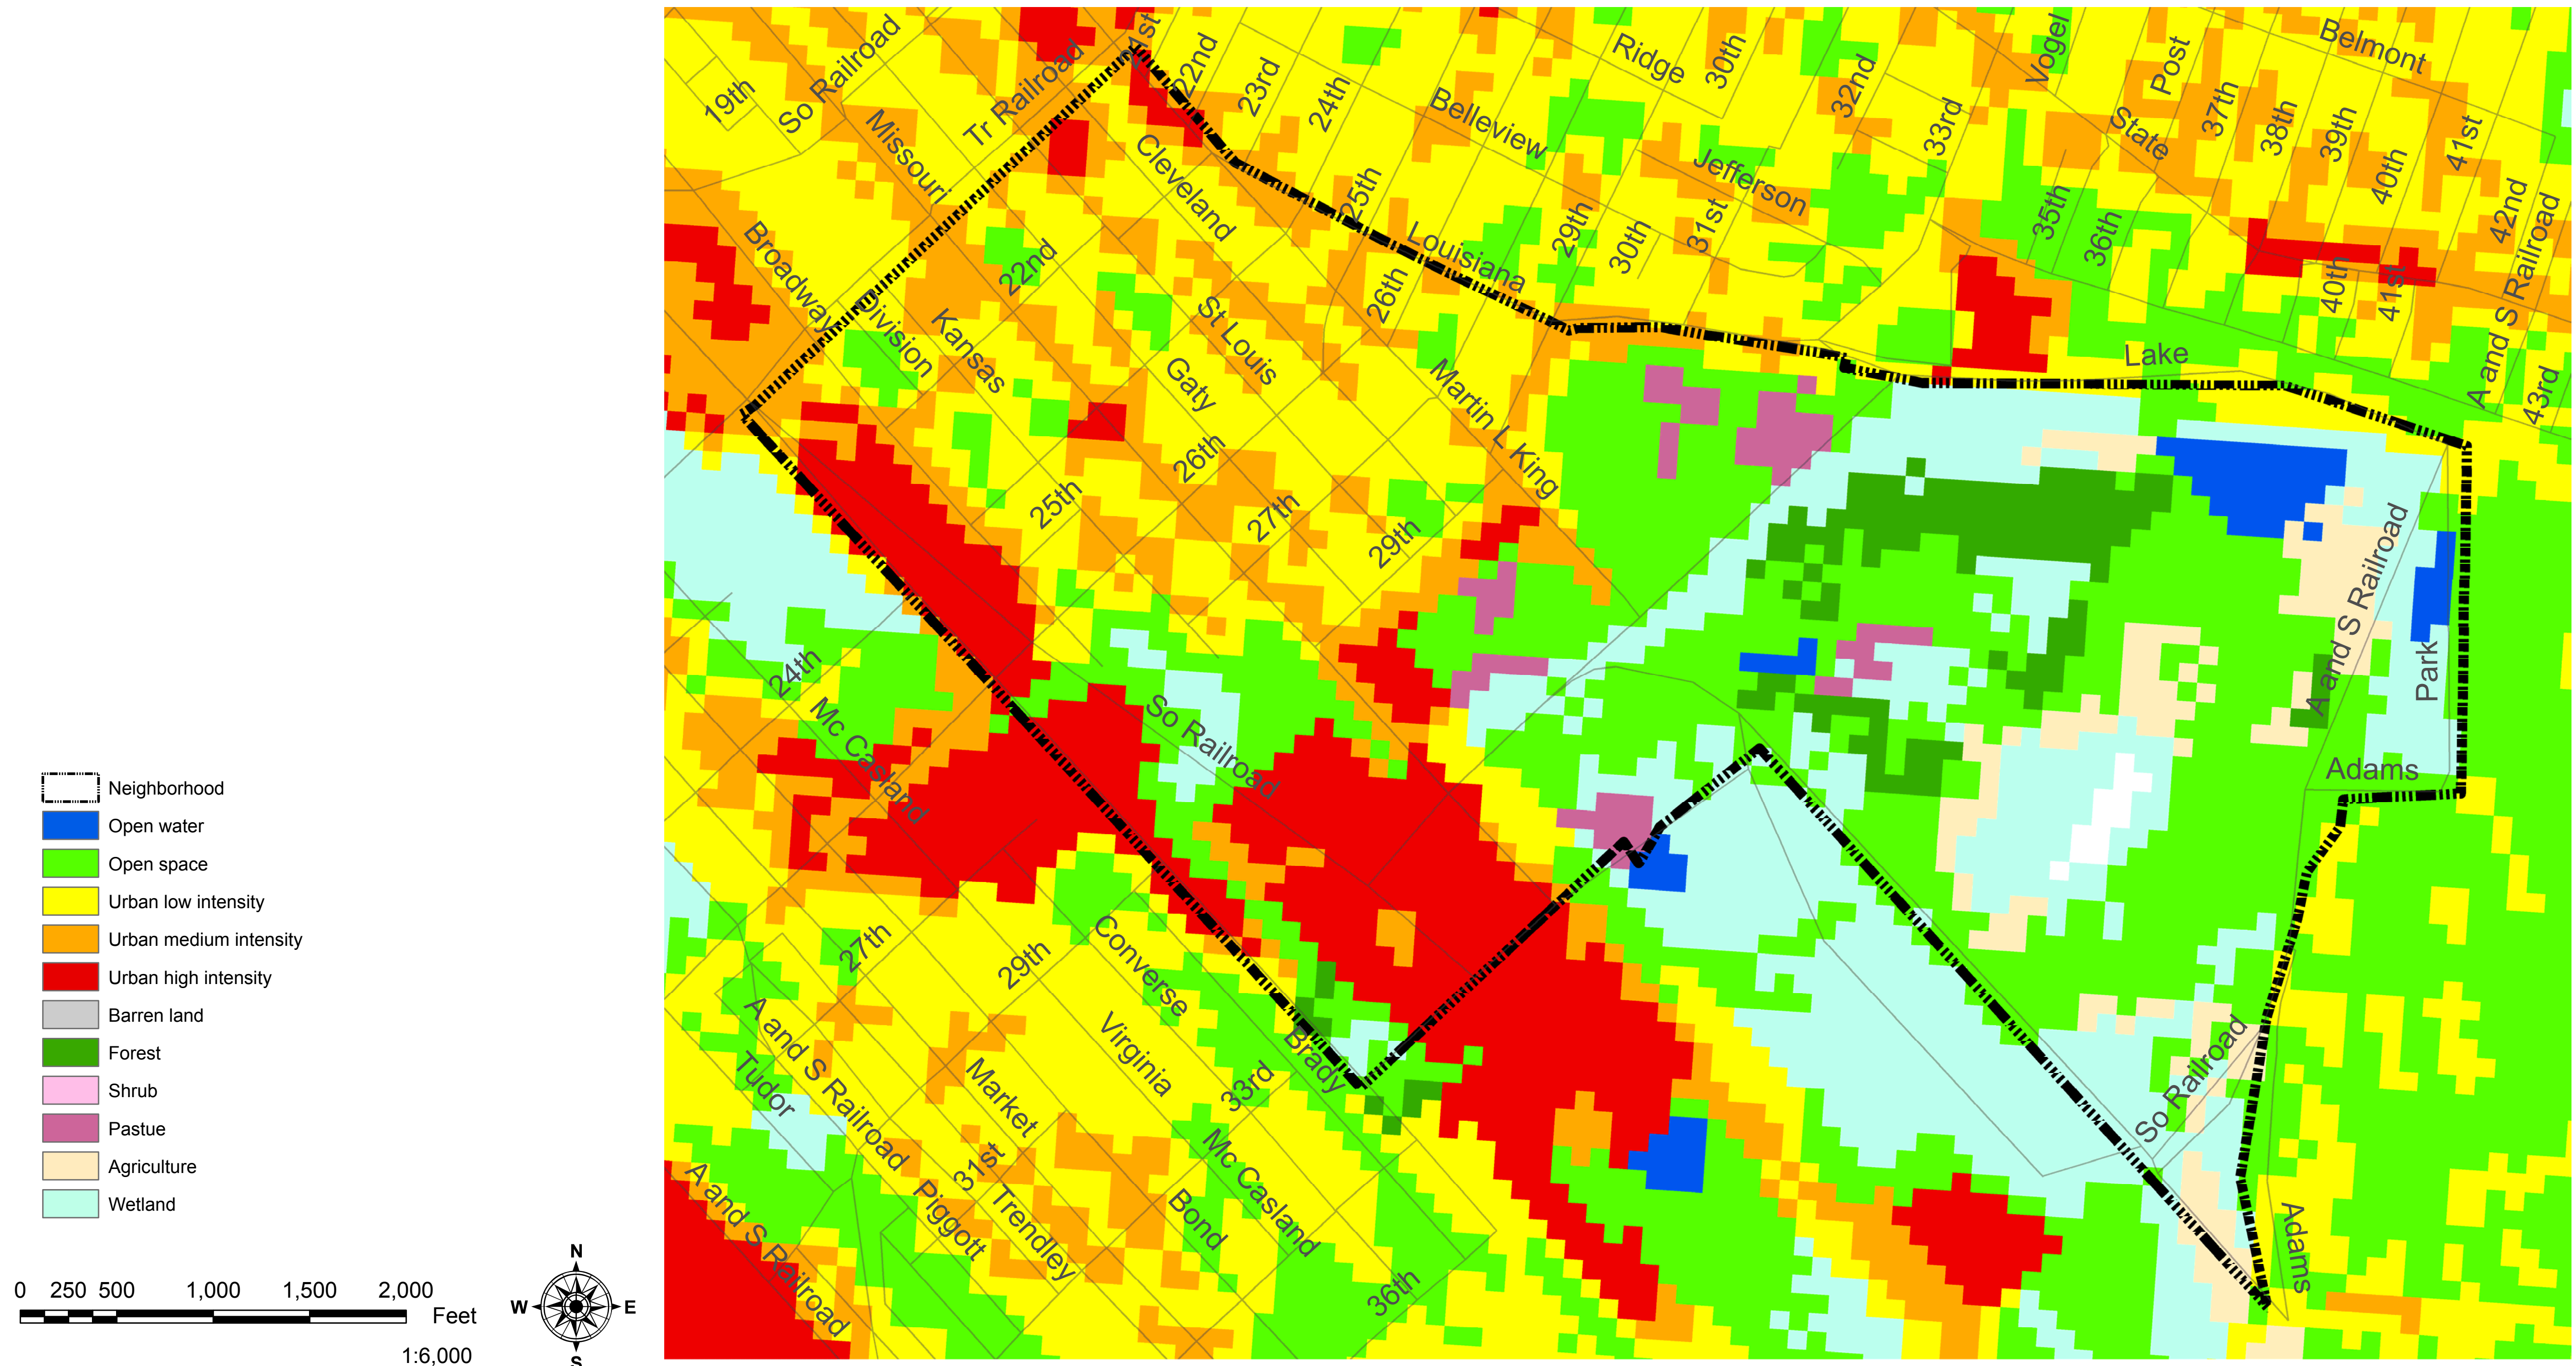 Neighborhood
Open water
Open space
Urban low intensity
Urban medium intensity
Urban high intensity
Barren land
Forest
Shrub
Pastue
Agriculture
Wetland
0 250 500 1,000 1,500 2,000
Feet
1:6,000
N
W
E
S
19th
So Railroad
Tr Railroad
21st
22nd
23rd
24th
Ridge
30th
32nd
Vogel
Post
Belmont
Missouri
Cleveland
Belleview
Jefferson
33rd
State
37th
38th
39th
40th
41st
25th
26th
Louisiana
29th
30th
31st
35th
36th
40th
41st
42nd
A and S Railroad
43rd
Broadway
Division
22nd
Kansas
St Louis
Gaty
Martin L King
Lake
25th
26th
27th
29th
A and S Railroad
Park
Adams
24th
Mc Casland
So Railroad
27th
29th
Converse
Virginia
Brady
33rd
A and S Railroad
Tudor
Market
31st
Piggott
Trendley
Bond
Mc Casland
36th
A and S Railroad
So Railroad
Adams